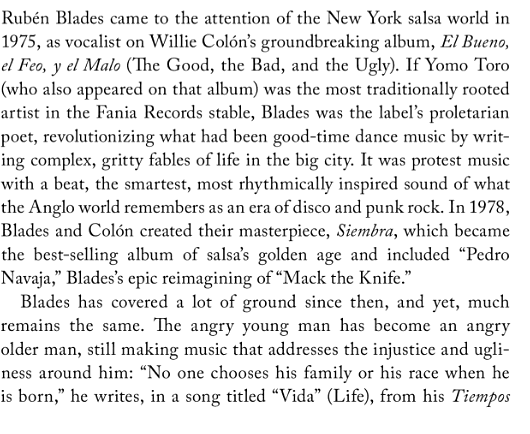 Rubén Blades came to the attention of the New York salsa world in
1975, as vocalist on Willie Colón’s groundbreaking album, El Bueno,
el Feo, y el Malo (The Good, the Bad, and the Ugly). If Yomo Toro
(who also appeared on that album) was the most traditionally rooted
artist in the Fania Records stable, Blades was the label’s proletarian
poet, revolutionizing what had been good-time dance music by writ-
ing complex, gritty fables of life in the big city. It was protest music
with a beat, the smartest, most rhythmically inspired sound of what
the Anglo world remembers as an era of disco and punk rock. In 1978,
Blades and Colón created their masterpiece, Siembra, which became
the best-selling album of salsa’s golden age and included “Pedro
Navaja,” Blades’s epic reimagining of “Mack the Knife.”
Blades has covered a lot of ground since then, and yet, much
remains the same. The angry young man has become an angry
older man, still making music that addresses the injustice and ugli-
ness around him: “No one chooses his family or his race when he
is born,” he writes, in a song titled “Vida” (Life), from his Tiempos